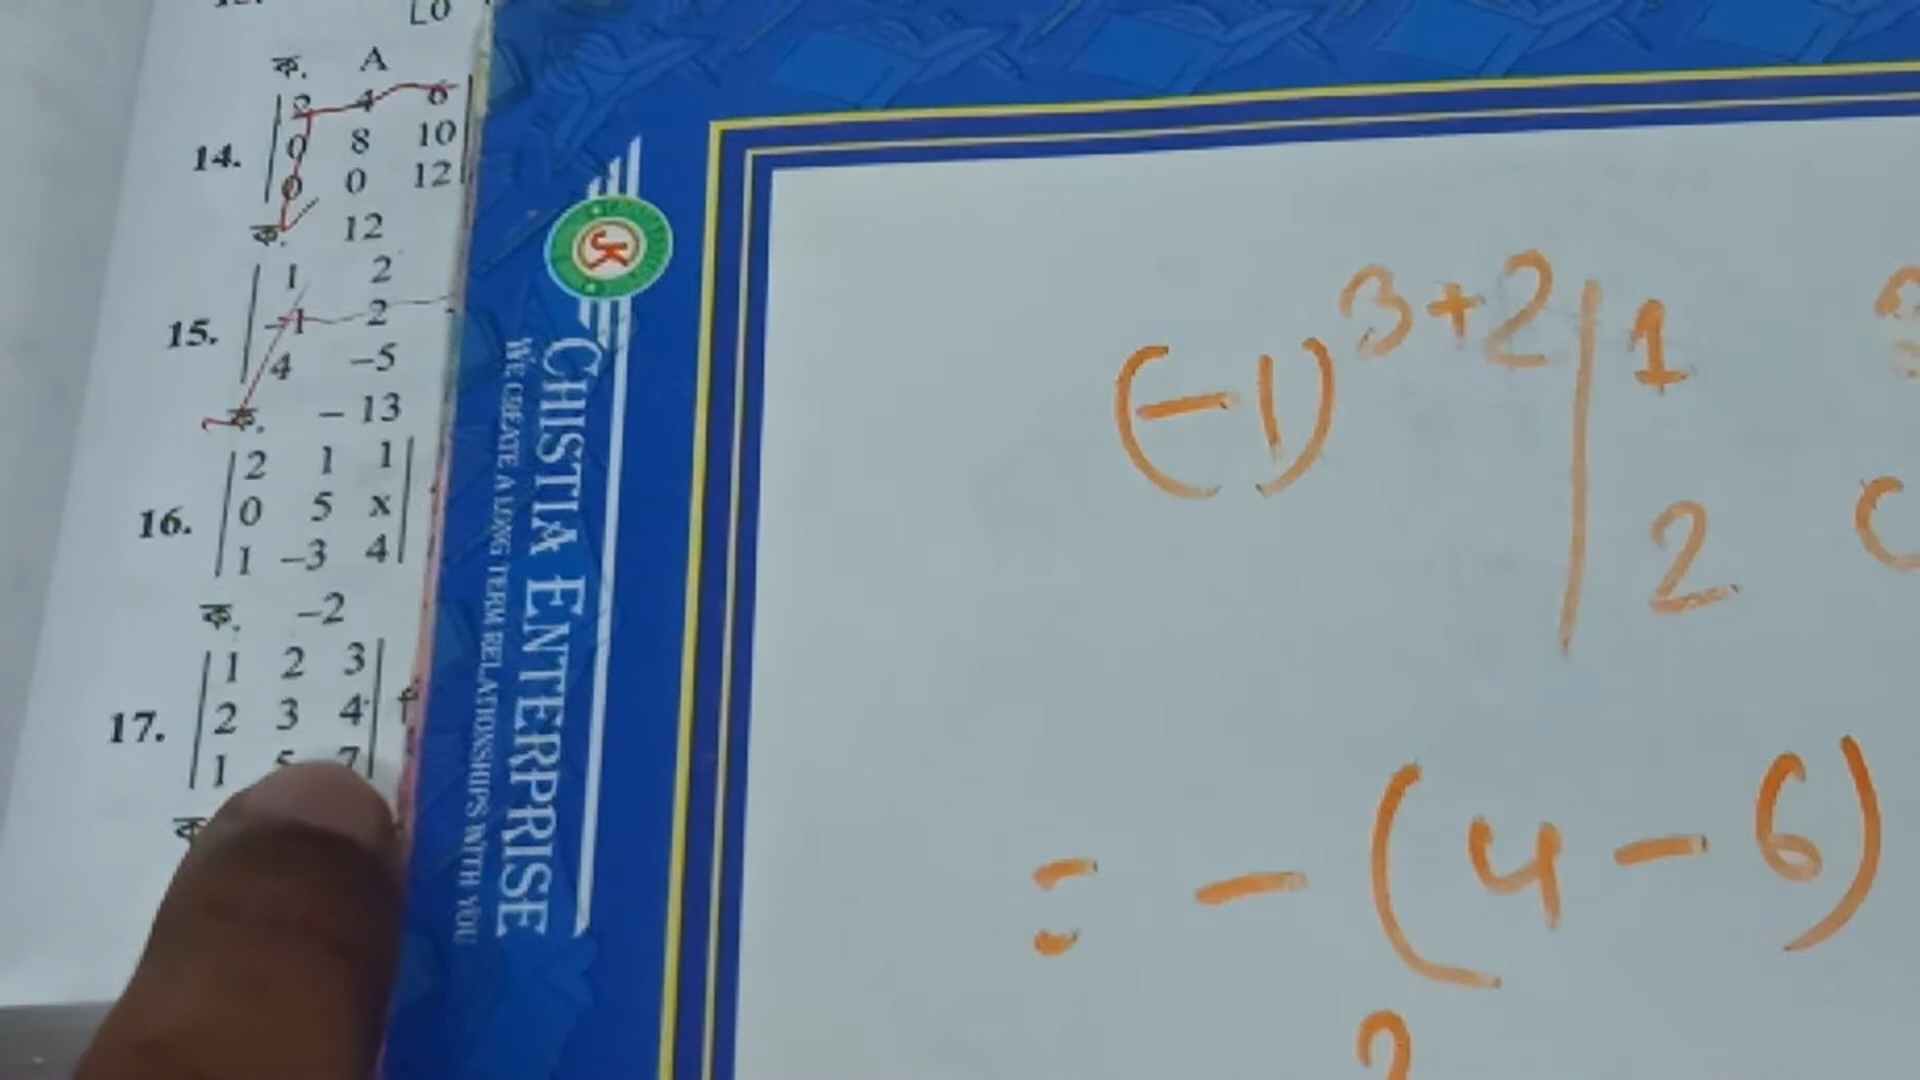 ক. A
2 4 6
14. 0 8 10
0 0 12
ক. 12
1 2
15. -1 2
4 -5
ক. - 13
2 1 1
16. 0 5 x
1 -3 4
ক. -2
1 2 3
17. 2 3 4
1 5 7
ক
JK
CHISTIA ENTERPRISE
WE CREATE A LONG TERM RELATIONSHIPS WITH YOU
(-1)^3+2 | 1
2
= - (4 - 6)